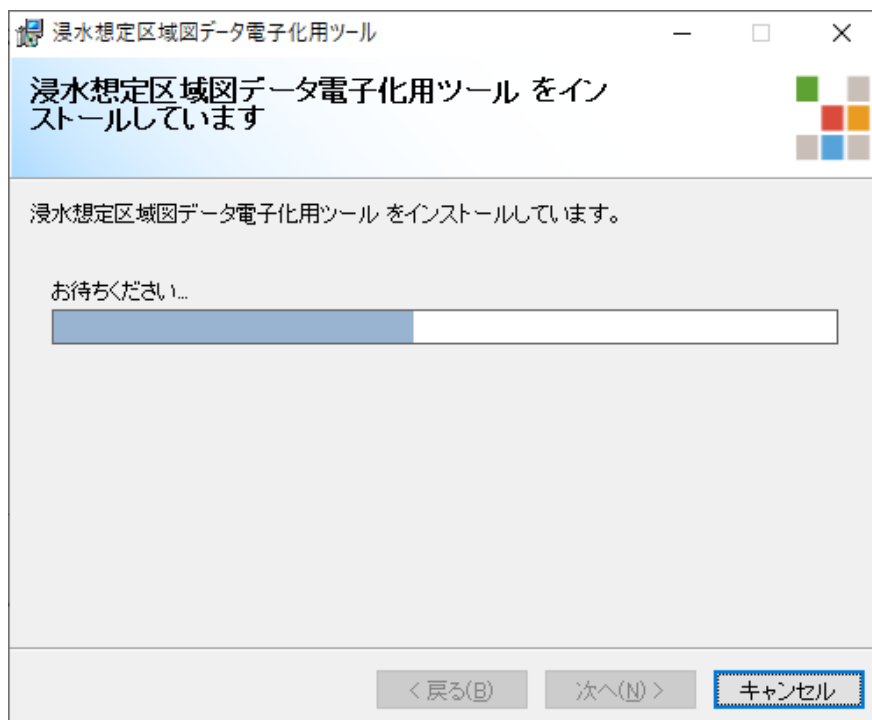 浸水想定区域図データ電子化用ツール
浸水想定区域図データ電子化用ツール をイン
ストールしています
浸水想定区域図データ電子化用ツール をインストールしています。
お待ちください...
< 戻る(B)
次へ(N) >
キャンセル